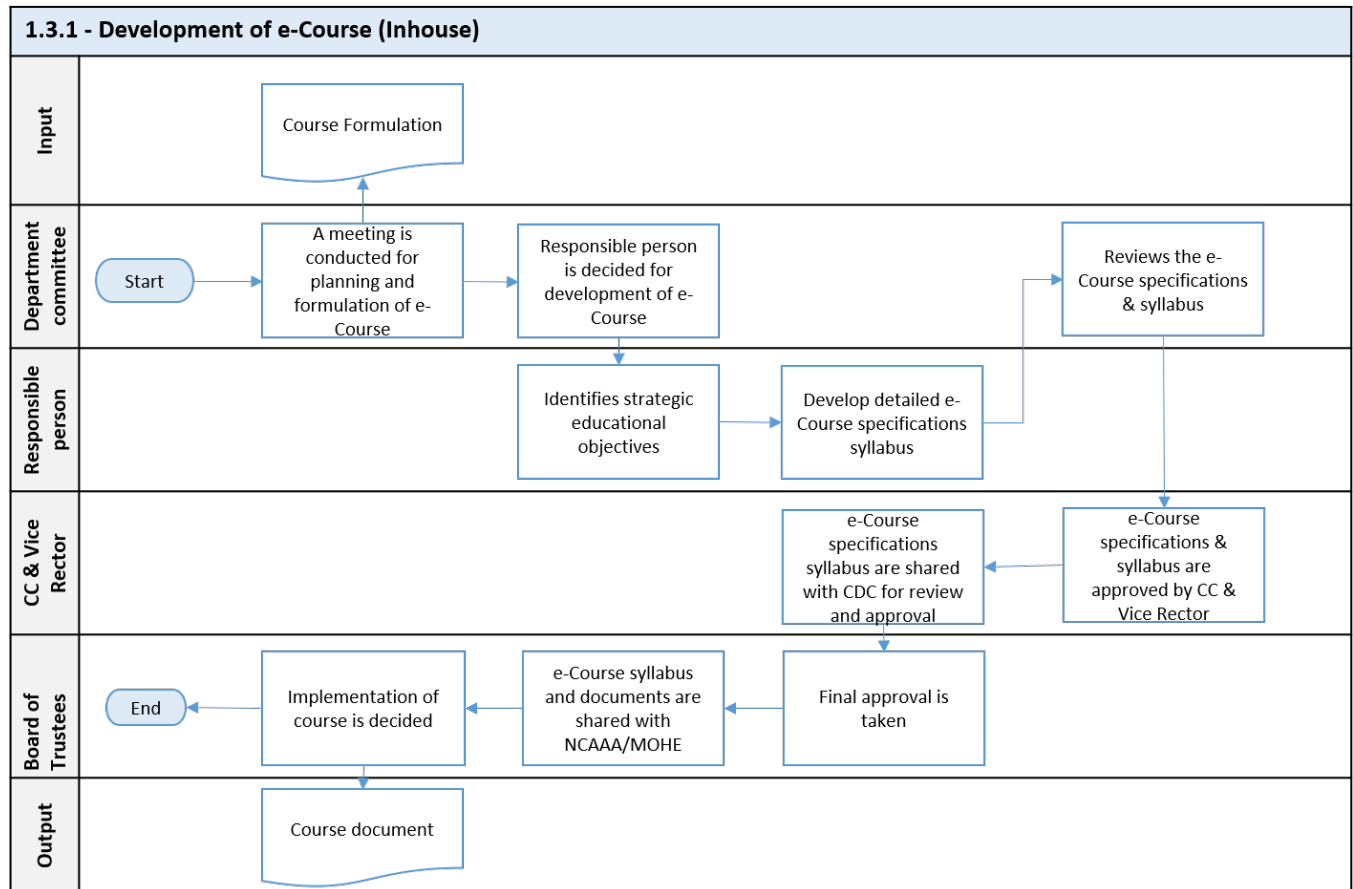 1.3.1 - Development of e-Course (Inhouse)
Input
Course Formulation
Department
committee
Start
A meeting is
conducted for
planning and
formulation of e-
Course
Responsible person
is decided for
development of e-
Course
Reviews the e-
Course specifications
& syllabus
Responsible
person
Identifies strategic
educational
objectives
Develop detailed e-
Course specifications
syllabus
CC & Vice
Rector
e-Course
specifications
syllabus are shared
with CDC for review
and approval
e-Course
specifications &
syllabus are
approved by CC &
Vice Rector
Board of
Trustees
End
Implementation of
course is decided
e-Course syllabus
and documents are
shared with
NCAAA/MOHE
Final approval is
taken
Output
Course document